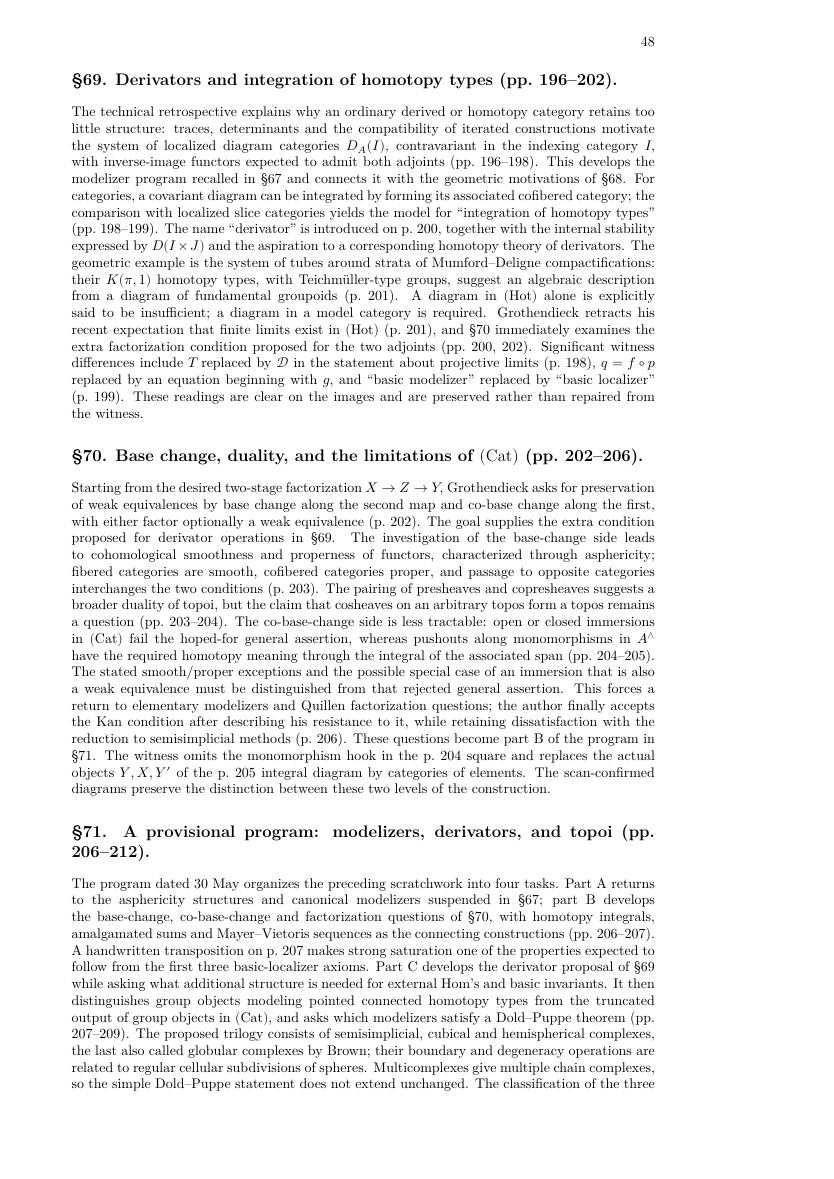 48
§69. Derivators and integration of homotopy types (pp. 196–202).
The technical retrospective explains why an ordinary derived or homotopy category retains too
little structure: traces, determinants and the compatibility of iterated constructions motivate
the system of localized diagram categories D_A(I), contravariant in the indexing category I,
with inverse-image functors expected to admit both adjoints (pp. 196–198). This develops the
modelizer program recalled in §67 and connects it with the geometric motivations of §68. For
categories, a covariant diagram can be integrated by forming its associated cofibered category; the
comparison with localized slice categories yields the model for “integration of homotopy types”
(pp. 198–199). The name “derivator” is introduced on p. 200, together with the internal stability
expressed by D(I × J) and the aspiration to a corresponding homotopy theory of derivators. The
geometric example is the system of tubes around strata of Mumford–Deligne compactifications:
their K(π, 1) homotopy types, with Teichmüller-type groups, suggest an algebraic description
from a diagram of fundamental groupoids (p. 201). A diagram in (Hot) alone is explicitly
said to be insufficient; a diagram in a model category is required. Grothendieck retracts his
recent expectation that finite limits exist in (Hot) (p. 201), and §70 immediately examines the
extra factorization condition proposed for the two adjoints (pp. 200, 202). Significant witness
differences include T replaced by 𝒟 in the statement about projective limits (p. 198), q = f ∘ p
replaced by an equation beginning with g, and “basic modelizer” replaced by “basic localizer”
(p. 199). These readings are clear on the images and are preserved rather than repaired from
the witness.
§70. Base change, duality, and the limitations of (Cat) (pp. 202–206).
Starting from the desired two-stage factorization X → Z → Y, Grothendieck asks for preservation
of weak equivalences by base change along the second map and co-base change along the first,
with either factor optionally a weak equivalence (p. 202). The goal supplies the extra condition
proposed for derivator operations in §69. The investigation of the base-change side leads
to cohomological smoothness and properness of functors, characterized through asphericity;
fibered categories are smooth, cofibered categories proper, and passage to opposite categories
interchanges the two conditions (p. 203). The pairing of presheaves and copresheaves suggests a
broader duality of topoi, but the claim that cosheaves on an arbitrary topos form a topos remains
a question (pp. 203–204). The co-base-change side is less tractable: open or closed immersions
in (Cat) fail the hoped-for general assertion, whereas pushouts along monomorphisms in A^∧
have the required homotopy meaning through the integral of the associated span (pp. 204–205).
The stated smooth/proper exceptions and the possible special case of an immersion that is also
a weak equivalence must be distinguished from that rejected general assertion. This forces a
return to elementary modelizers and Quillen factorization questions; the author finally accepts
the Kan condition after describing his resistance to it, while retaining dissatisfaction with the
reduction to semisimplicial methods (p. 206). These questions become part B of the program in
§71. The witness omits the monomorphism hook in the p. 204 square and replaces the actual
objects Y, X, Y′ of the p. 205 integral diagram by categories of elements. The scan-confirmed
diagrams preserve the distinction between these two levels of the construction.
§71. A provisional program: modelizers, derivators, and topoi (pp.
206–212).
The program dated 30 May organizes the preceding scratchwork into four tasks. Part A returns
to the asphericity structures and canonical modelizers suspended in §67; part B develops
the base-change, co-base-change and factorization questions of §70, with homotopy integrals,
amalgamated sums and Mayer–Vietoris sequences as the connecting constructions (pp. 206–207).
A handwritten transposition on p. 207 makes strong saturation one of the properties expected to
follow from the first three basic-localizer axioms. Part C develops the derivator proposal of §69
while asking what additional structure is needed for external Hom’s and basic invariants. It then
distinguishes group objects modeling pointed connected homotopy types from the truncated
output of group objects in (Cat), and asks which modelizers satisfy a Dold–Puppe theorem (pp.
207–209). The proposed trilogy consists of semisimplicial, cubical and hemispherical complexes,
the last also called globular complexes by Brown; their boundary and degeneracy operations are
related to regular cellular subdivisions of spheres. Multicomplexes give multiple chain complexes,
so the simple Dold–Puppe statement does not extend unchanged. The classification of the three